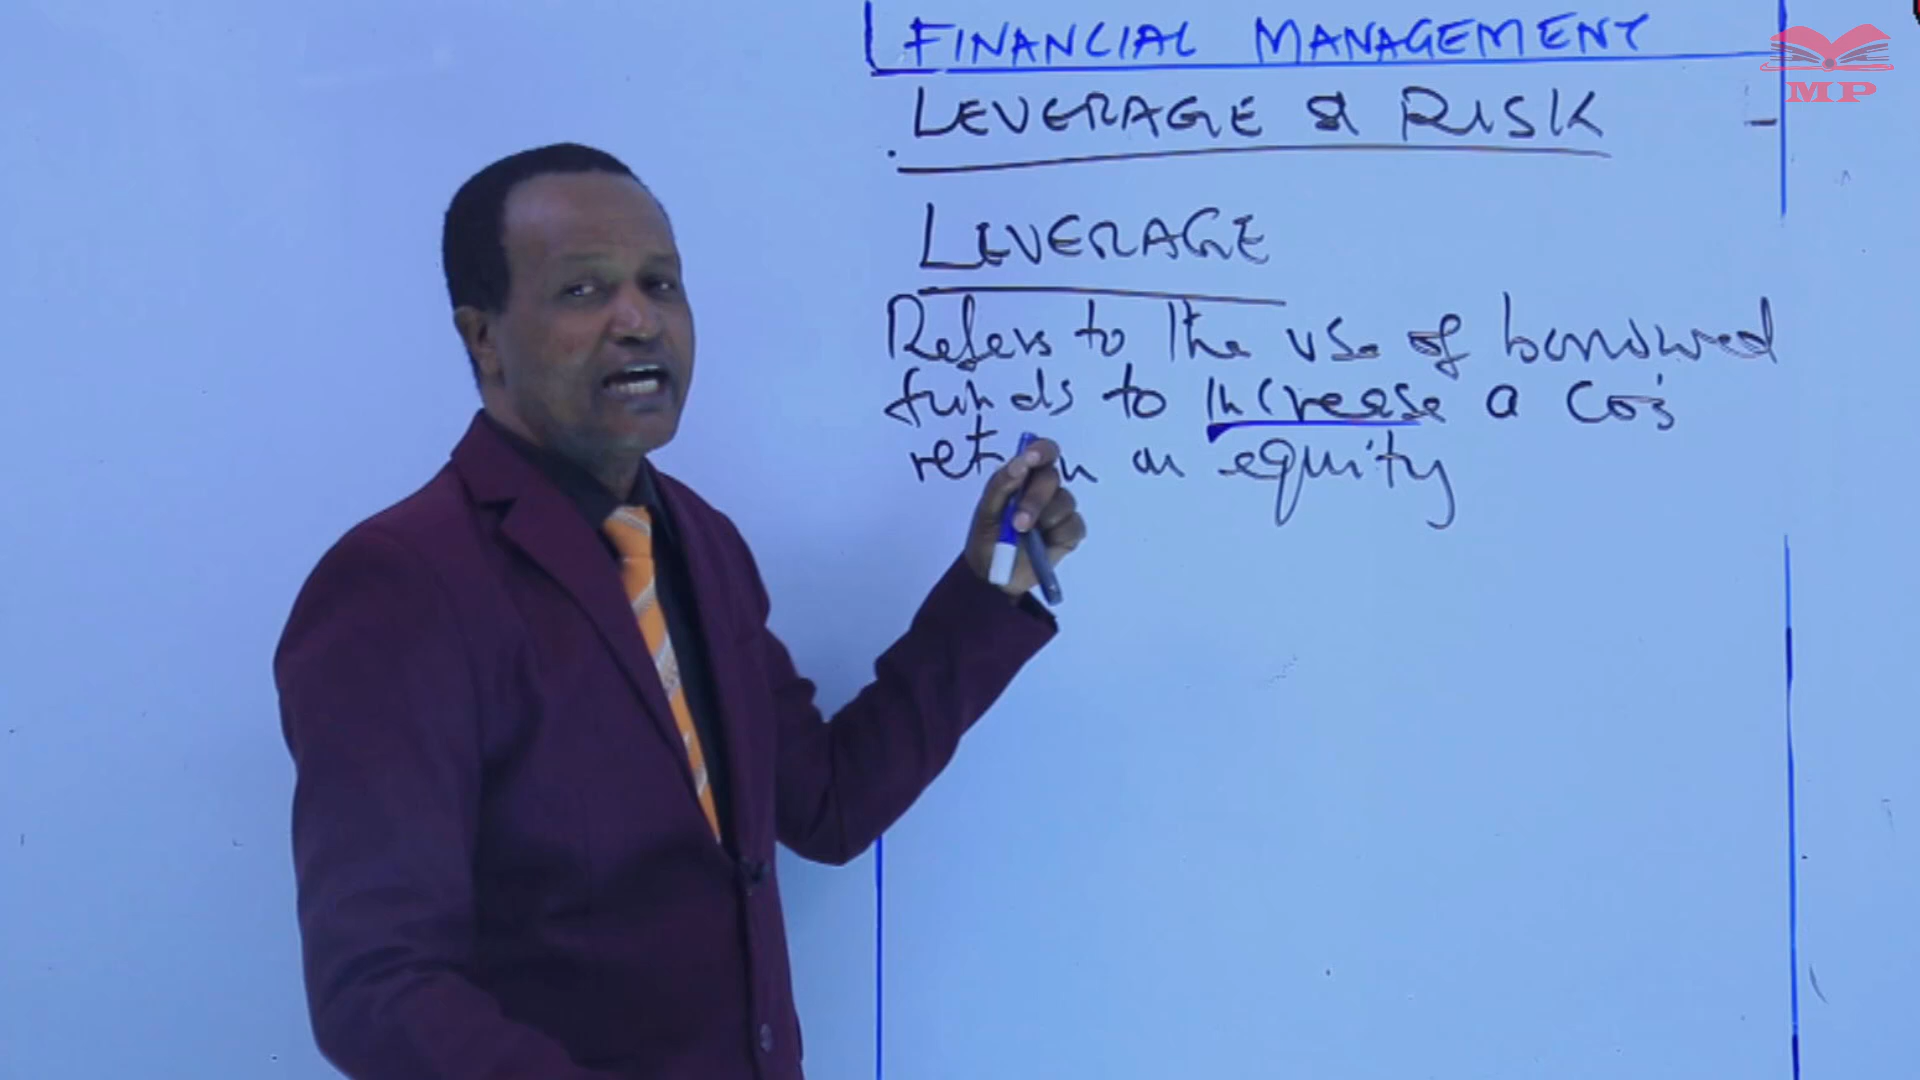 FINANCIAL MANAGEMENT
LEVERAGE & RISK
LEVERAGE
Refers to the use of borrowed
funds to increase a Co's
return on equity
MP